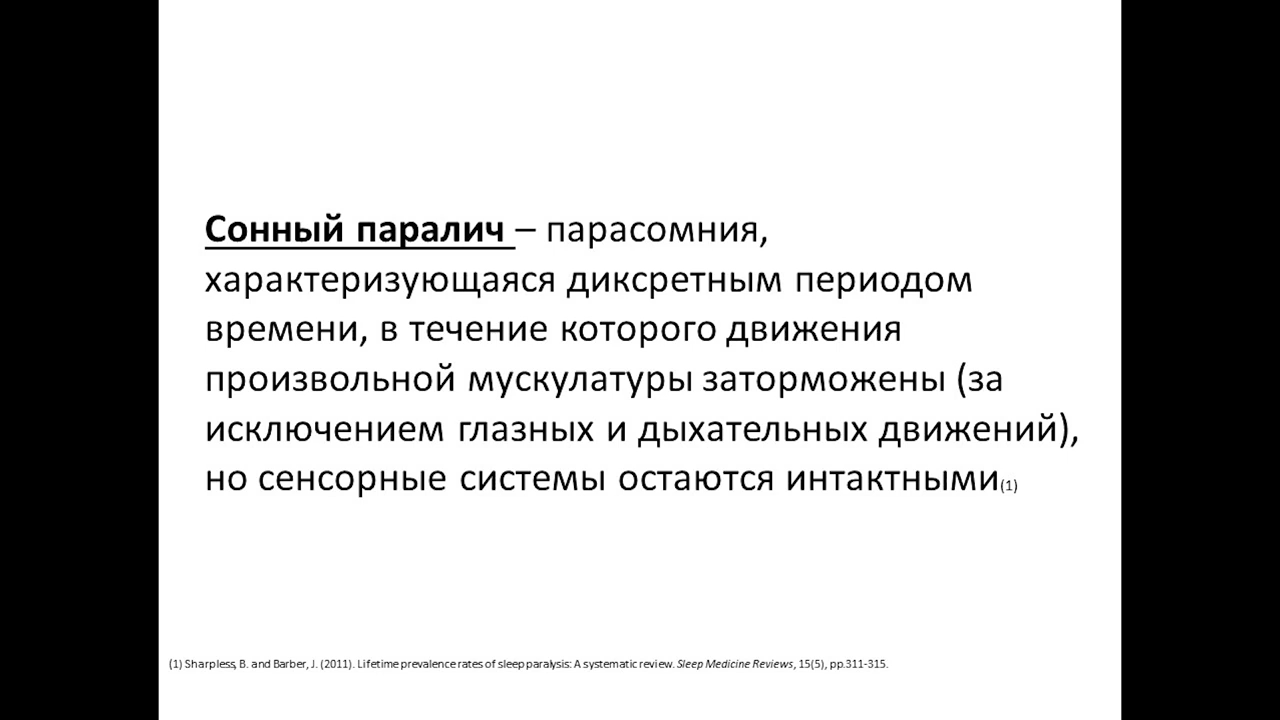 Сонный паралич – парасомния,
характеризующаяся диксретным периодом
времени, в течение которого движения
произвольной мускулатуры заторможены (за
исключением глазных и дыхательных движений),
но сенсорные системы остаются интактными(1)
(1) Sharpless, B. and Barber, J. (2011). Lifetime prevalence rates of sleep paralysis: A systematic review. Sleep Medicine Reviews, 15(5), pp.311-315.